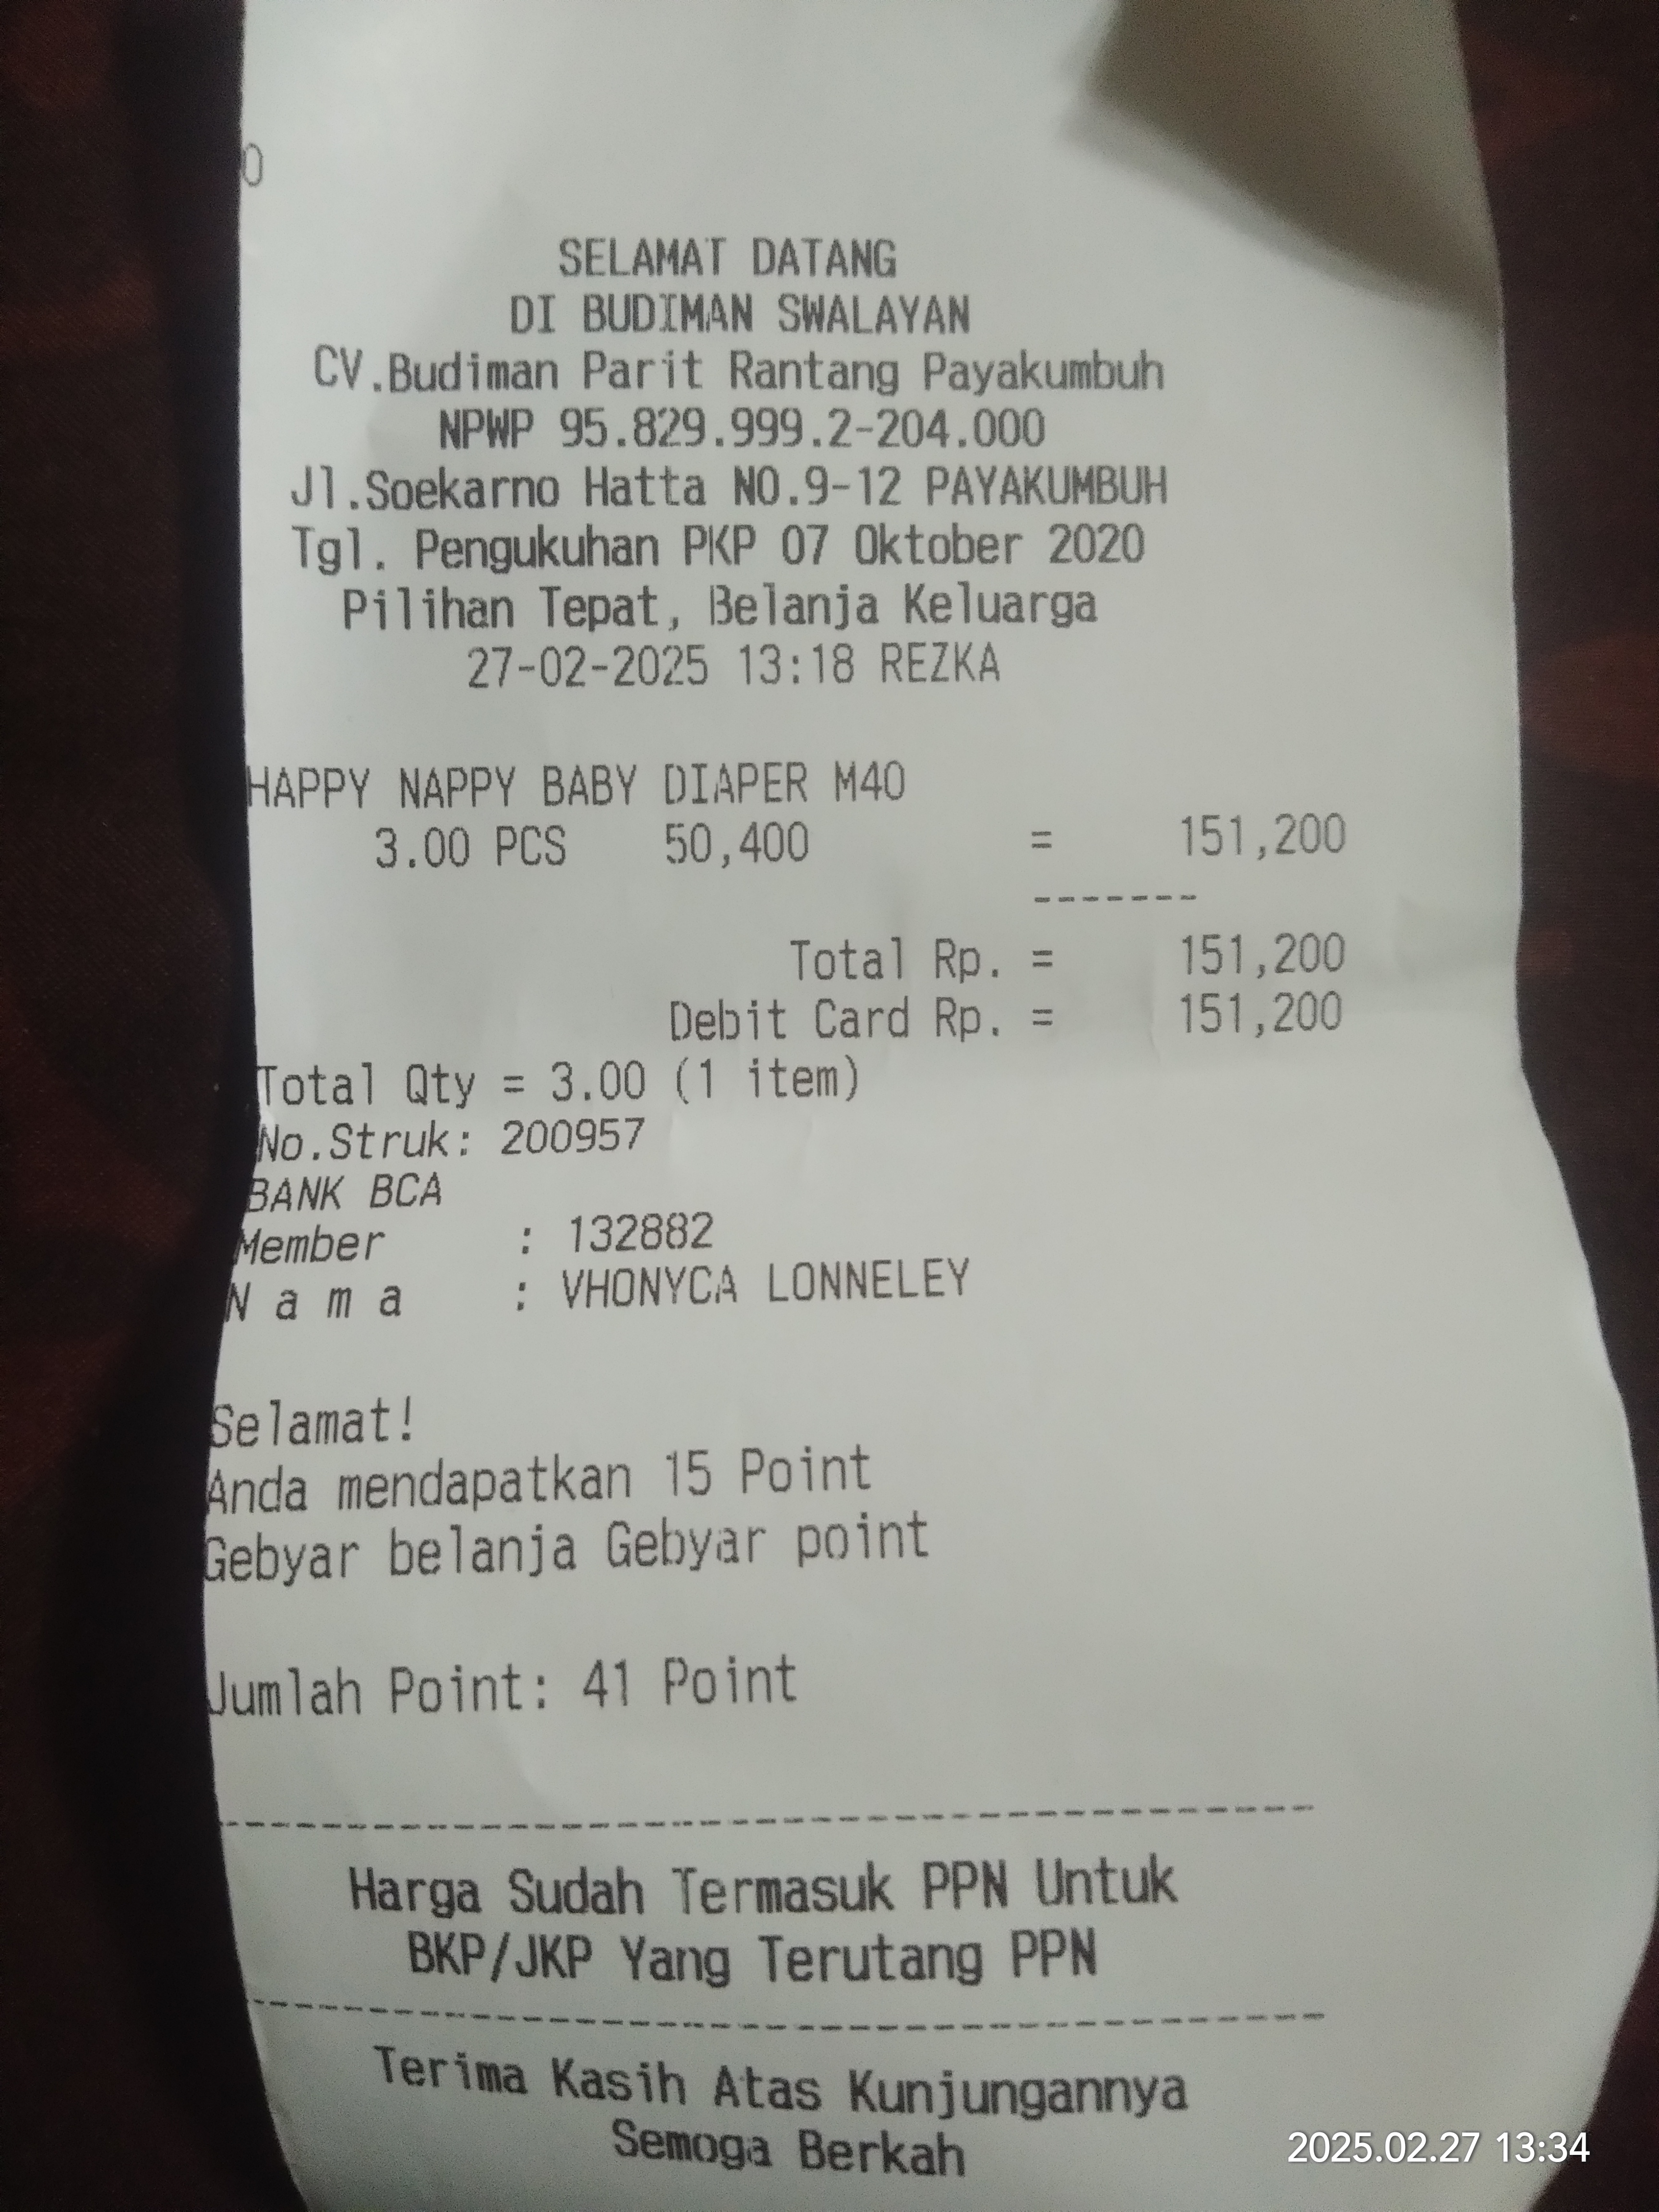 0
SELAMAT DATANG
DI BUDIMAN SWALAYAN
CV.Budiman Parit Rantang Payakumbuh
NPWP 95.829.999.2-204.000
Jl.Soekarno Hatta NO.9-12 PAYAKUMBUH
Tgl. Pengukuhan PKP 07 Oktober 2020
Pilihan Tepat, Belanja Keluarga
27-02-2025 13:18 REZKA
HAPPY NAPPY BABY DIAPER M40
3.00 PCS 50,400 = 151,200
-------
Total Rp. = 151,200
Debit Card Rp. = 151,200
Total Qty = 3.00 (1 item)
No.Struk: 200957
BANK BCA
Member : 132882
N a m a : VHONYCA LONNELEY
Selamat!
Anda mendapatkan 15 Point
Gebyar belanja Gebyar point
Jumlah Point: 41 Point
Harga Sudah Termasuk PPN Untuk
BKP/JKP Yang Terutang PPN
Terima Kasih Atas Kunjungannya
Semoga Berkah
2025.02.27 13:34